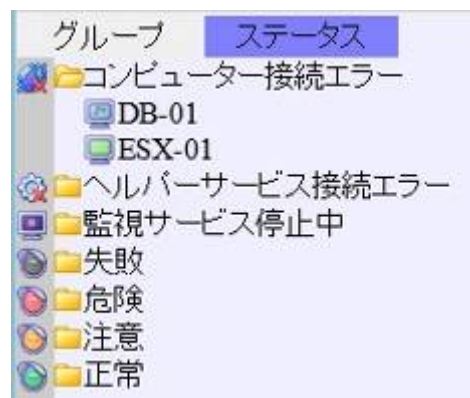 グループ ステータス
コンピューター接続エラー
DB-01
ESX-01
ヘルパーサービス接続エラー
監視サービス停止中
失敗
危険
注意
正常